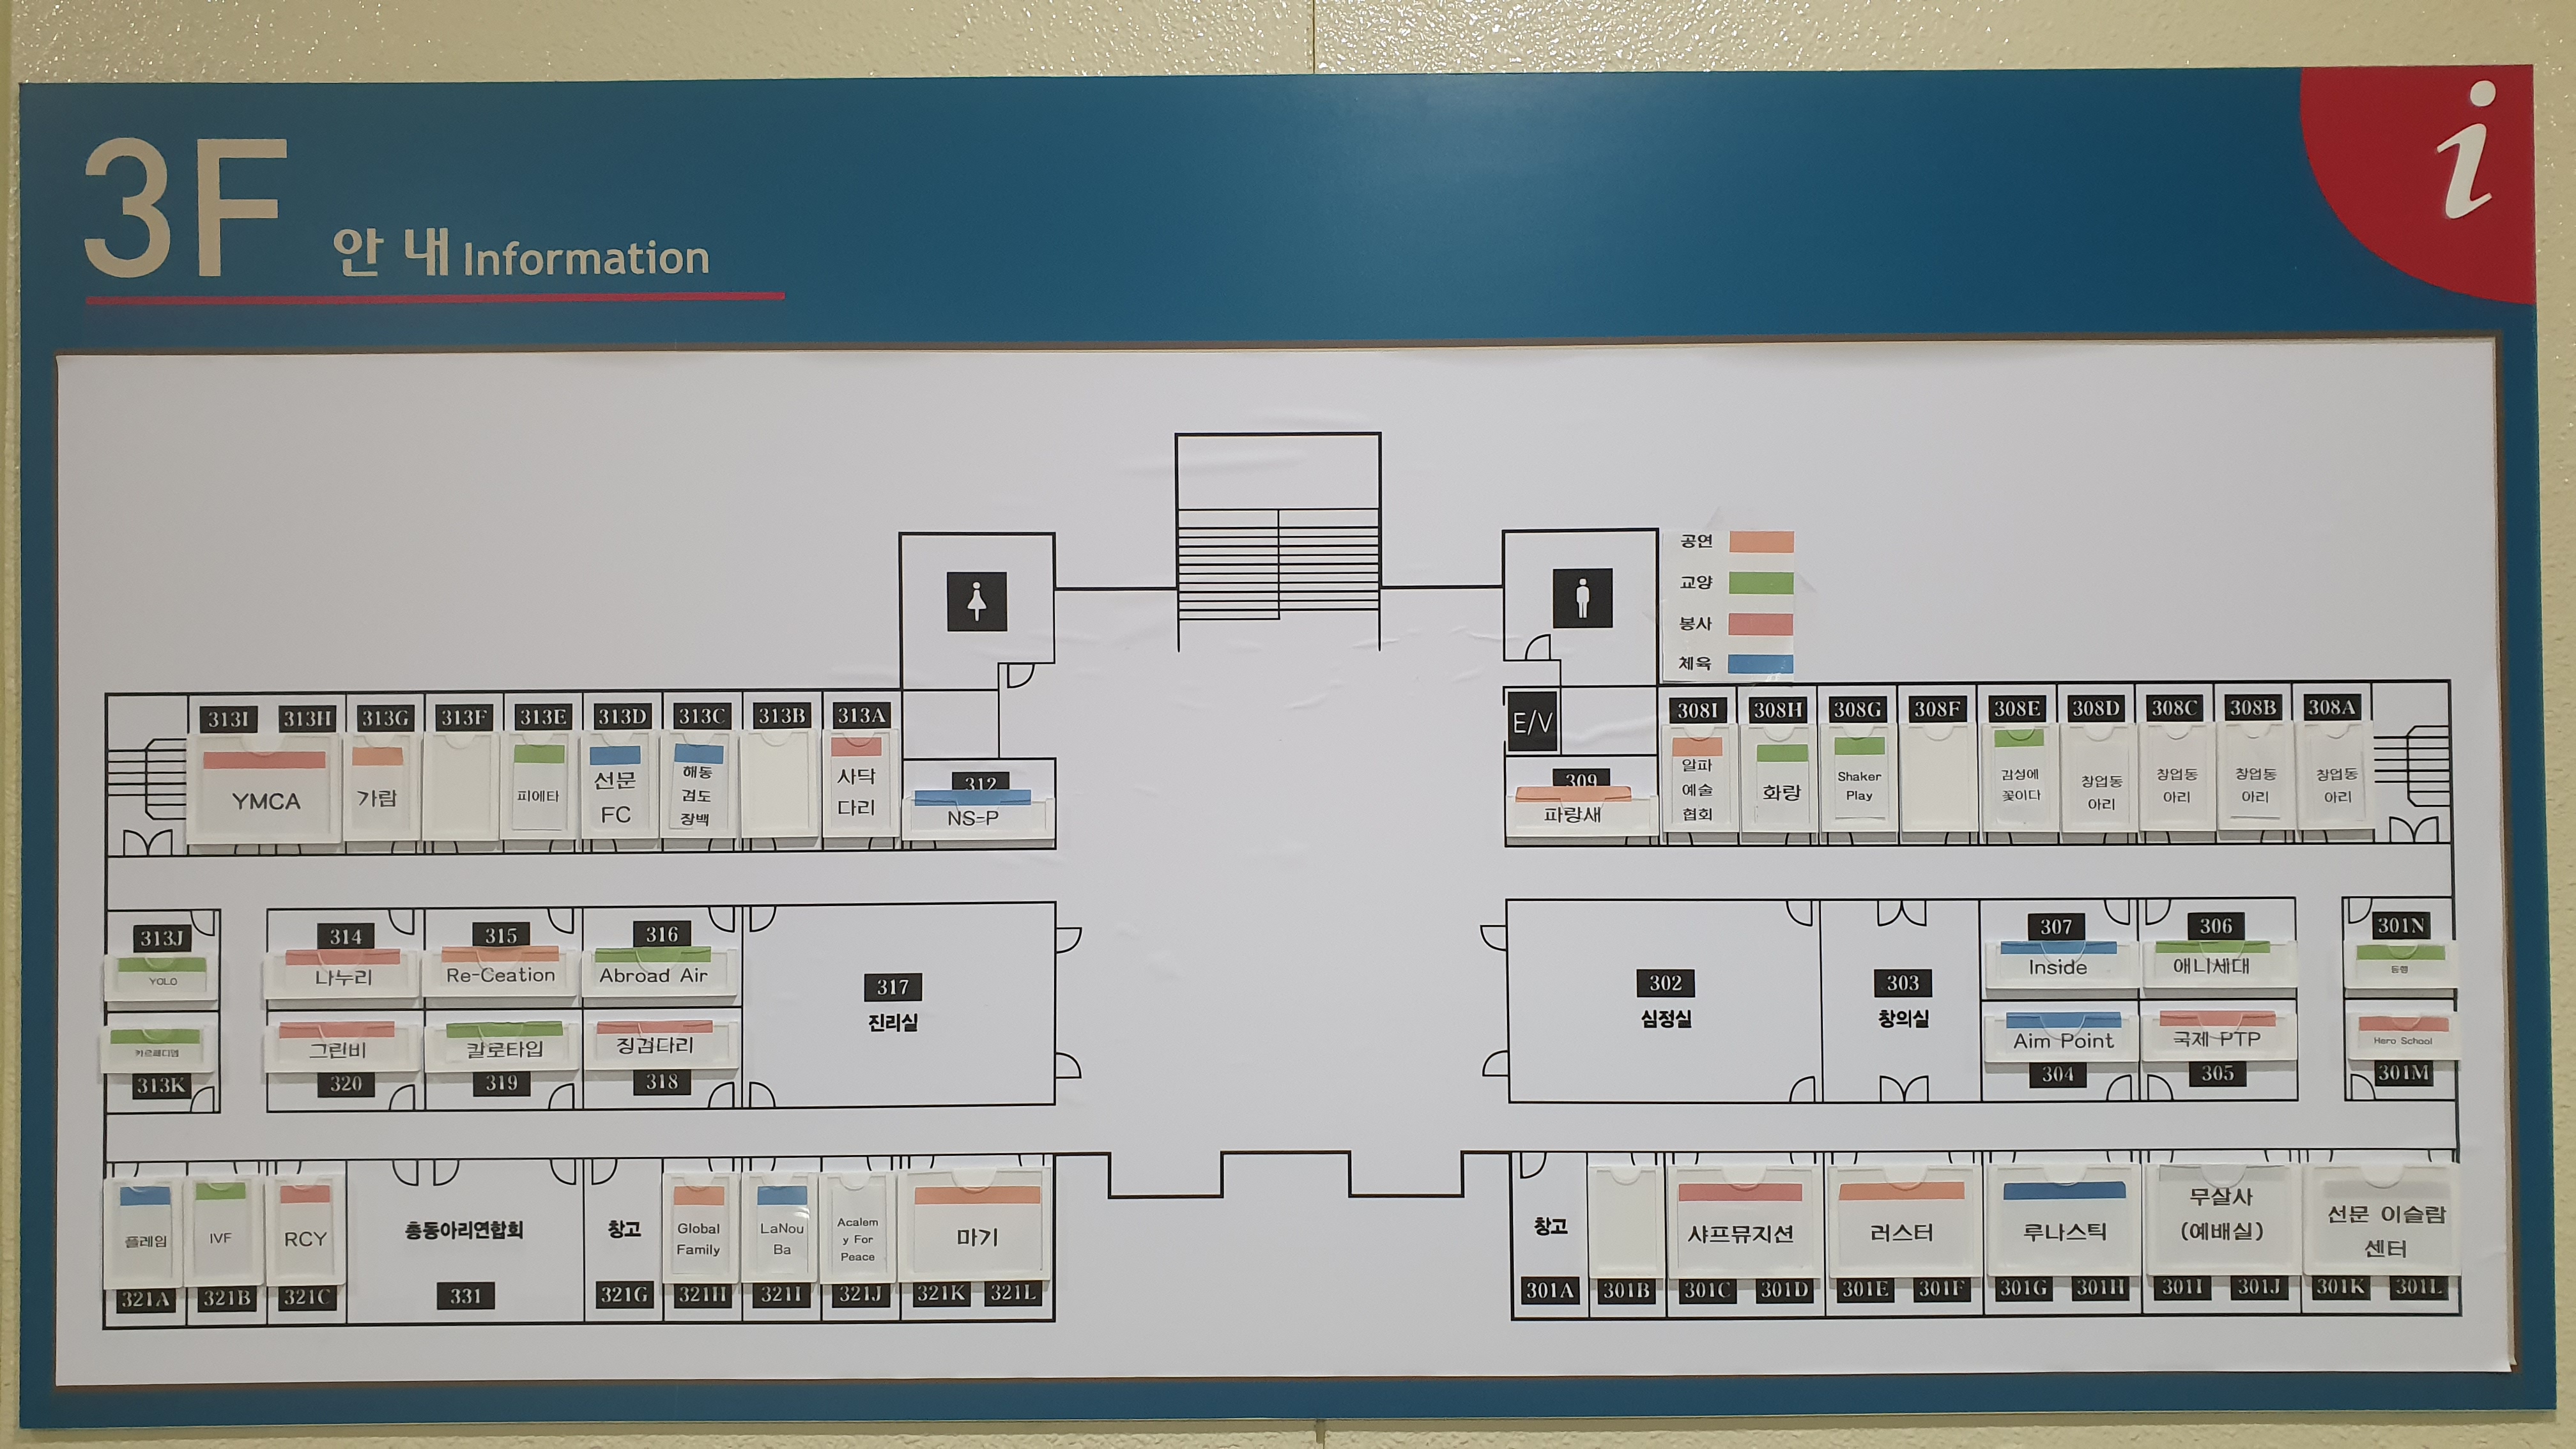 3F 안 내 Information
i
공연
교양
봉사
체육
313I 313H 313G 313F 313E 313D 313C 313B 313A
YMCA
가람
피에타
선문
FC
해동
검도
장백
사닥
다리
312
NS-P
E/V
309
파랑새
308I 308H 308G 308F 308E 308D 308C 308B 308A
알파
예술
협회
화랑
Shaker
Play
감성에
꽃이다
창업동
아리
창업동
아리
창업동
아리
창업동
아리
313J
YOLO
카르페디엠
313K
314
나누리
315
Re-Ceation
316
Abroad Air
그린비
320
칼로타입
319
징검다리
318
317
진리실
302
심정실
303
창의실
307
Inside
306
애니세대
Aim Point
304
국제 PTP
305
301N
동행
Hero School
301M
플레임
321A
IVF
321B
RCY
321C
총동아리연합회
331
창고
321G
Global
Family
321H
LaNou
Ba
321I
Acalem
y For
Peace
321J
마기
321K 321L
창고
301A
301B
샤프뮤지션
301C 301D
러스터
301E 301F
루나스틱
301G 301H
무살사
(예배실)
301I 301J
선문 이슬람
센터
301K 301L